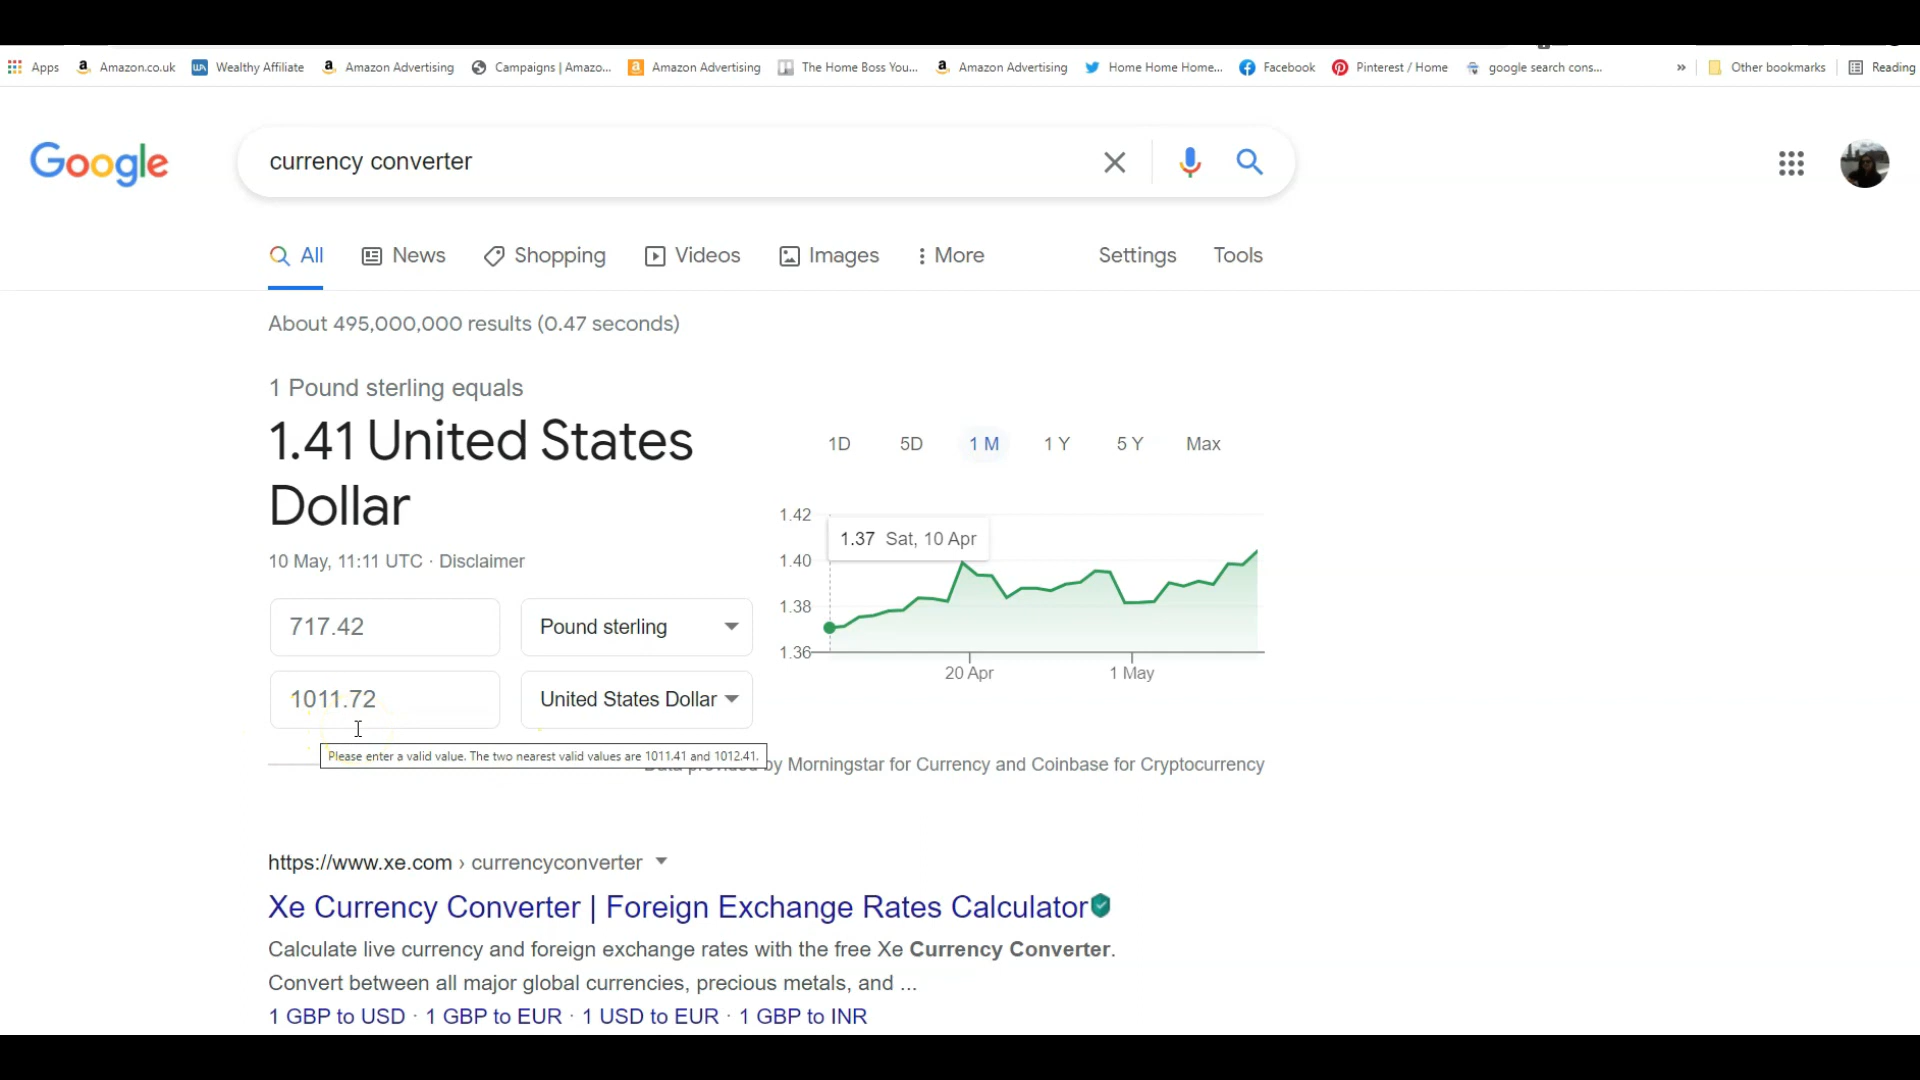 Apps Amazon.co.uk Wealthy Affiliate Amazon Advertising Campaigns | Amazo... Amazon Advertising The Home Boss You... Amazon Advertising Home Home Home... Facebook Pinterest / Home google search cons... » Other bookmarks Reading
Google
currency converter
All News Shopping Videos Images More Settings Tools
About 495,000,000 results (0.47 seconds)
1 Pound sterling equals
1.41 United States
Dollar
10 May, 11:11 UTC · Disclaimer
717.42 Pound sterling
1011.72 United States Dollar
Please enter a valid value. The two nearest valid values are 1011.41 and 1012.41.
1D 5D 1 M 1 Y 5 Y Max
1.42
1.37 Sat, 10 Apr
1.40
1.38
1.36
20 Apr 1 May
by Morningstar for Currency and Coinbase for Cryptocurrency
https://www.xe.com › currencyconverter
Xe Currency Converter | Foreign Exchange Rates Calculator
Calculate live currency and foreign exchange rates with the free Xe Currency Converter.
Convert between all major global currencies, precious metals, and ...
1 GBP to USD · 1 GBP to EUR · 1 USD to EUR · 1 GBP to INR